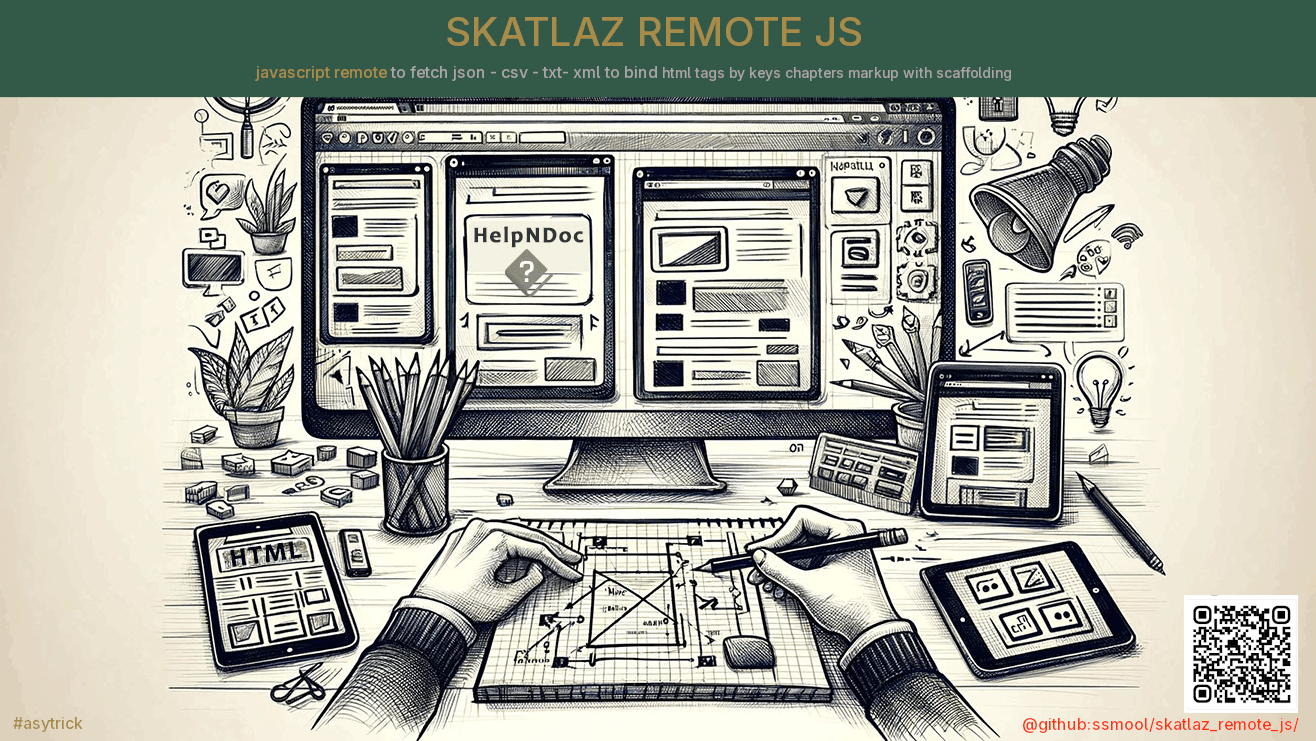 SKATLAZ REMOTE JS
javascript remote to fetch json - csv - txt- xml to bind html tags by keys chapters markup with scaffolding
HelpNDoc
?
HTML
#asytrick
@github:ssmool/skatlaz_remote_js/